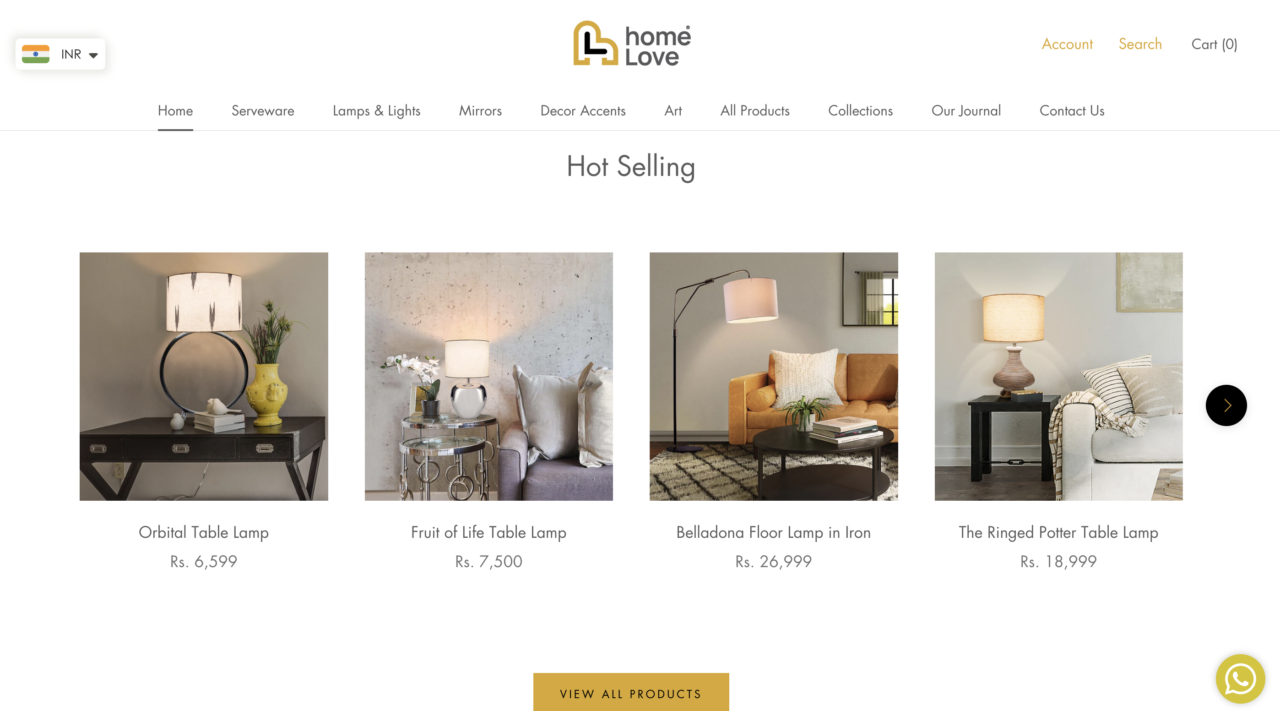 INR
home
Love
Account Search Cart (0)
Home Serveware Lamps & Lights Mirrors Decor Accents Art All Products Collections Our Journal Contact Us
Hot Selling
Orbital Table Lamp
Rs. 6,599
Fruit of Life Table Lamp
Rs. 7,500
Belladona Floor Lamp in Iron
Rs. 26,999
The Ringed Potter Table Lamp
Rs. 18,999
VIEW ALL PRODUCTS